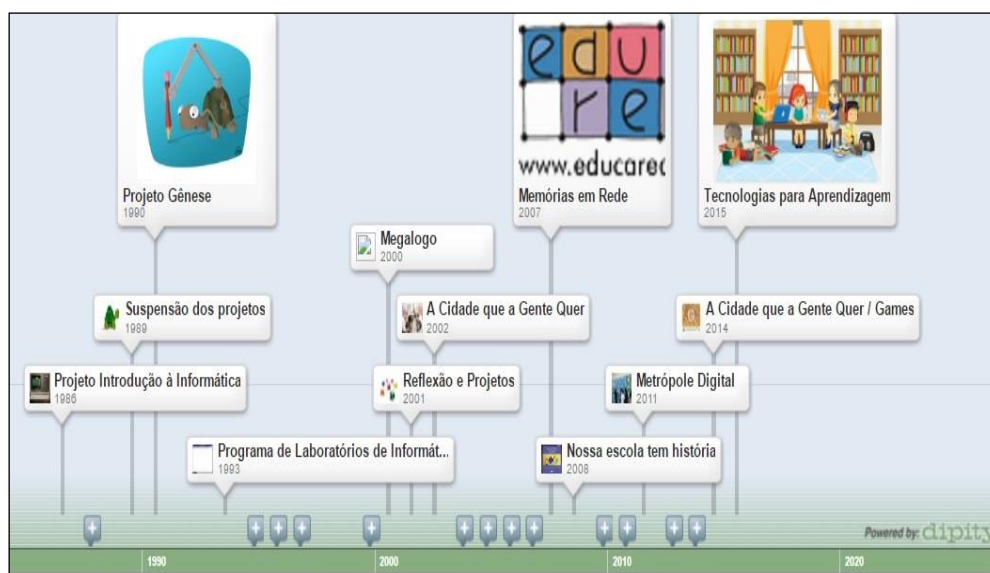 edu
re
www.educarec
Projeto Gênese
1990
Memórias em Rede
2007
Tecnologias para Aprendizagem
2015
Megalogo
2000
Suspensão dos projetos
1989
A Cidade que a Gente Quer
2002
A Cidade que a Gente Quer / Games
2014
Projeto Introdução à Informática
1986
Reflexão e Projetos
2001
Metrópole Digital
2011
Programa de Laboratórios de Informát...
1993
Nossa escola tem história
2008
Powered by: dipity
1990
2000
2010
2020